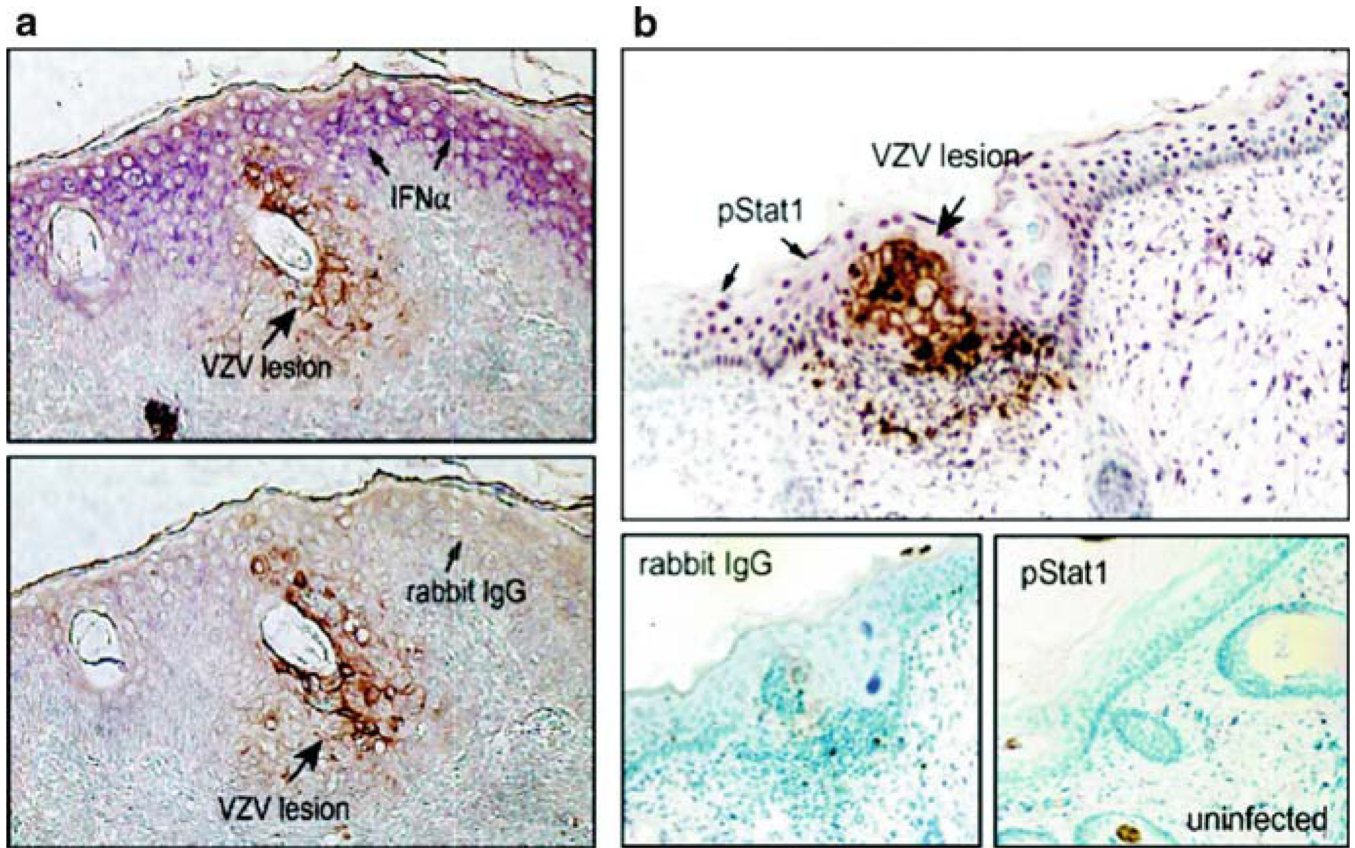 a
IFNα
VZV lesion
rabbit IgG
VZV lesion
b
VZV lesion
pStat1
rabbit IgG
pStat1
uninfected